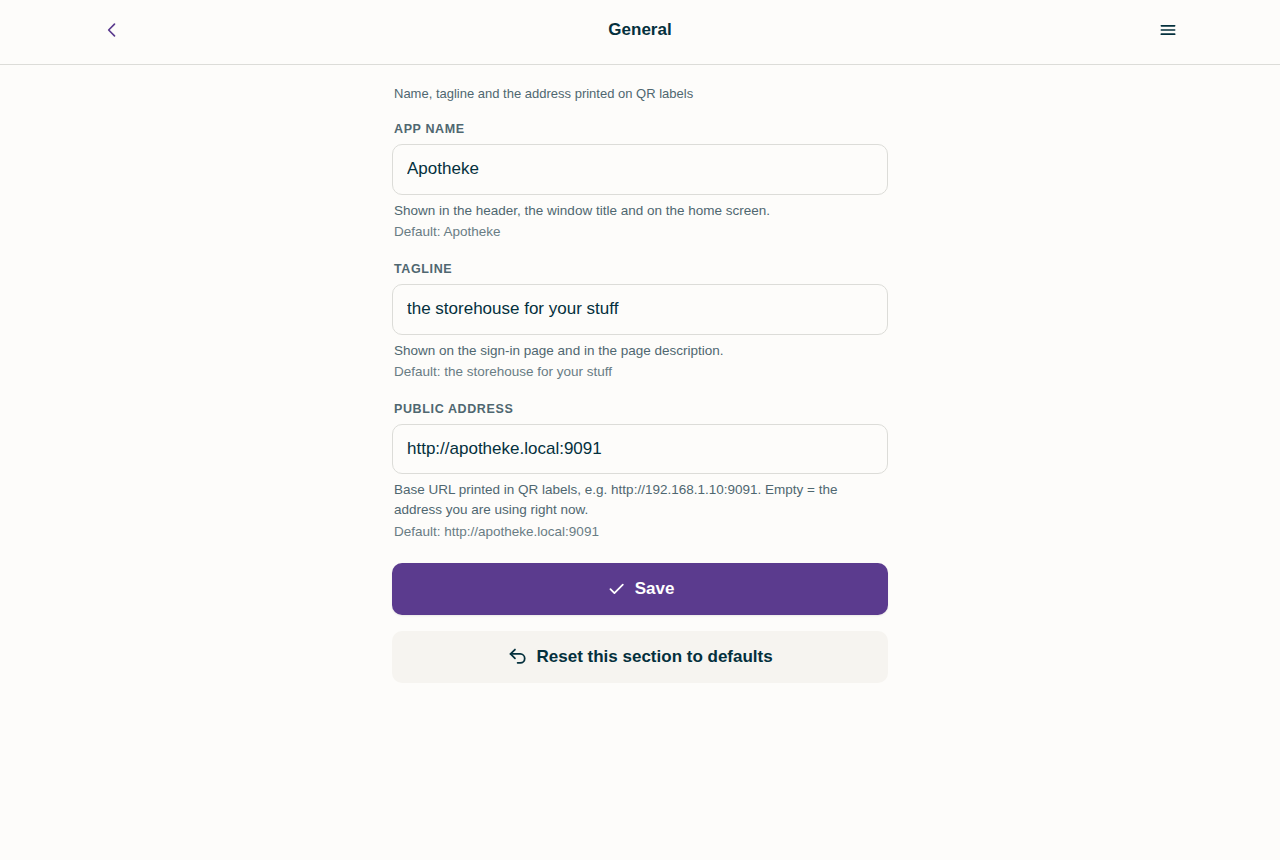 General
Name, tagline and the address printed on QR labels
APP NAME
Apotheke
Shown in the header, the window title and on the home screen.
Default: Apotheke
TAGLINE
the storehouse for your stuff
Shown on the sign-in page and in the page description.
Default: the storehouse for your stuff
PUBLIC ADDRESS
http://apotheke.local:9091
Base URL printed in QR labels, e.g. http://192.168.1.10:9091. Empty = the
address you are using right now.
Default: http://apotheke.local:9091
Save
Reset this section to defaults